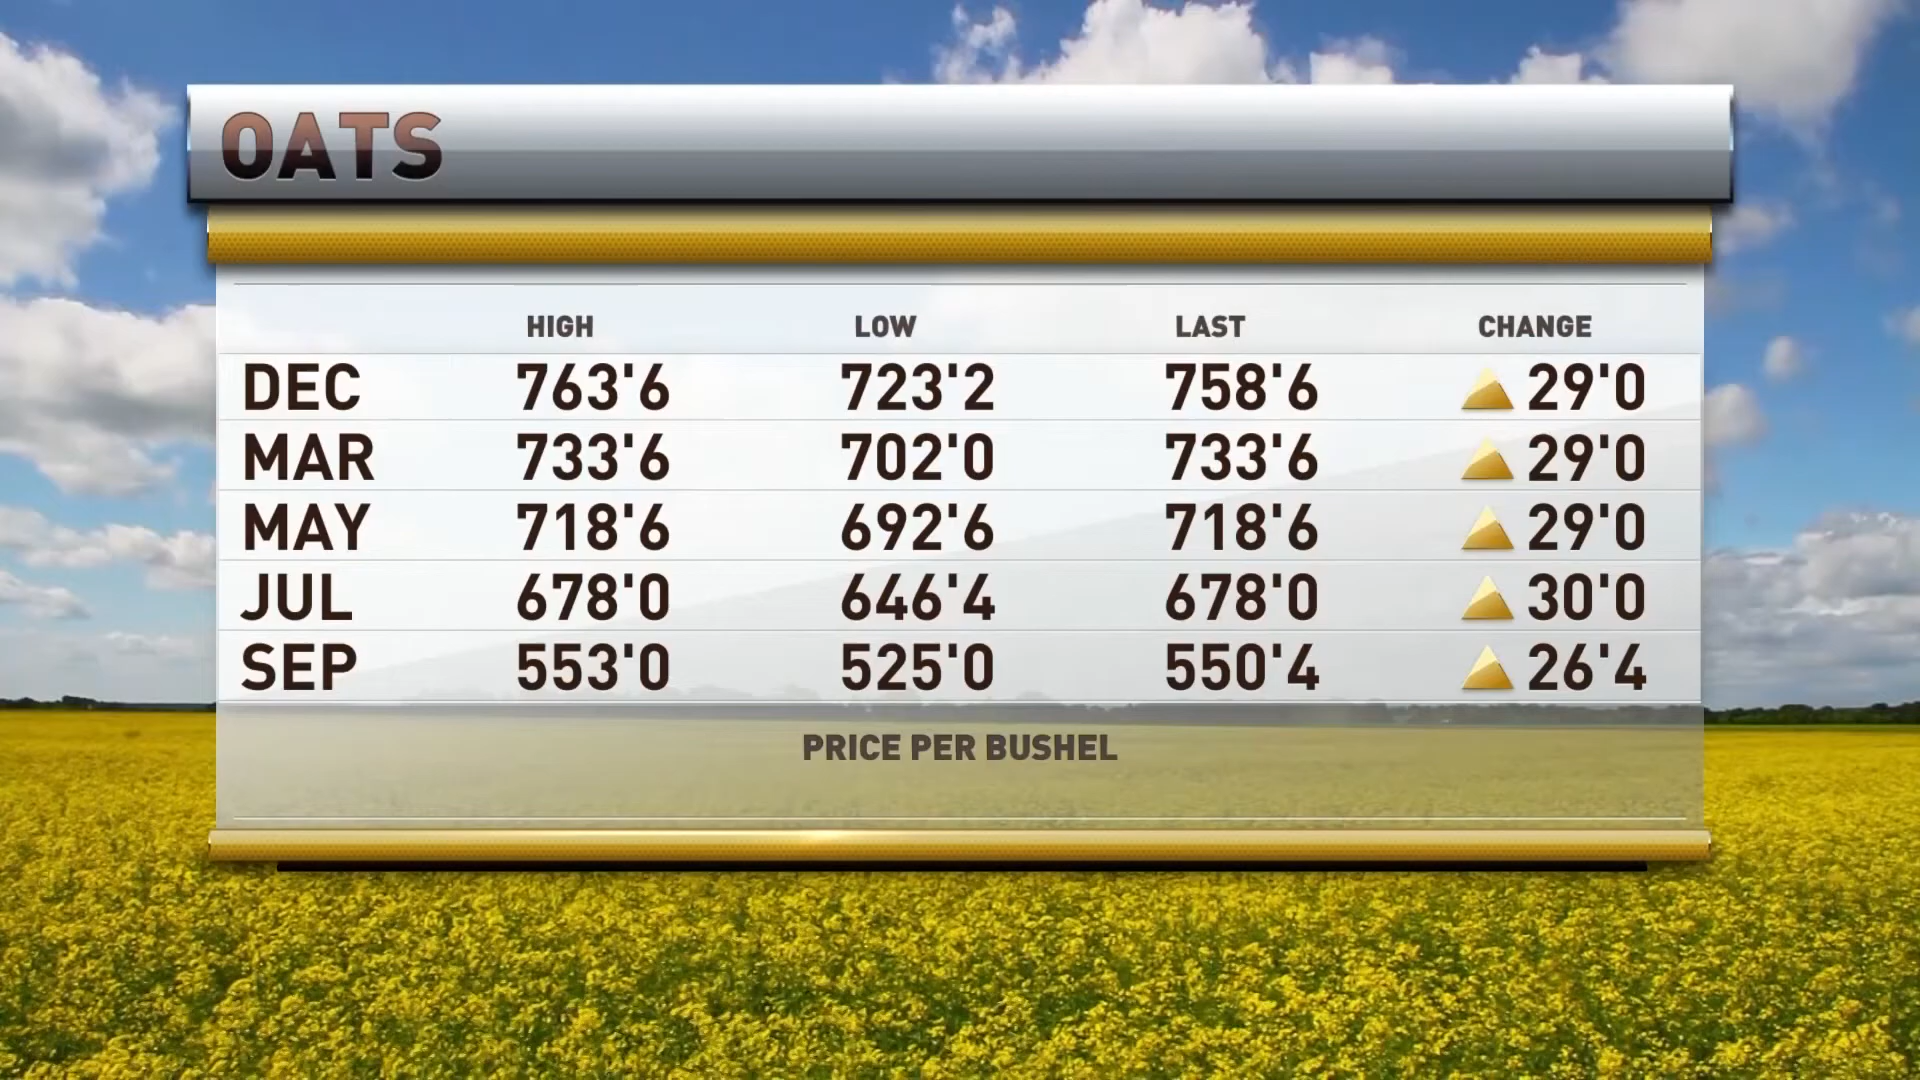 OATS
HIGH LOW LAST CHANGE
DEC 763'6 723'2 758'6 29'0
MAR 733'6 702'0 733'6 29'0
MAY 718'6 692'6 718'6 29'0
JUL 678'0 646'4 678'0 30'0
SEP 553'0 525'0 550'4 26'4
PRICE PER BUSHEL